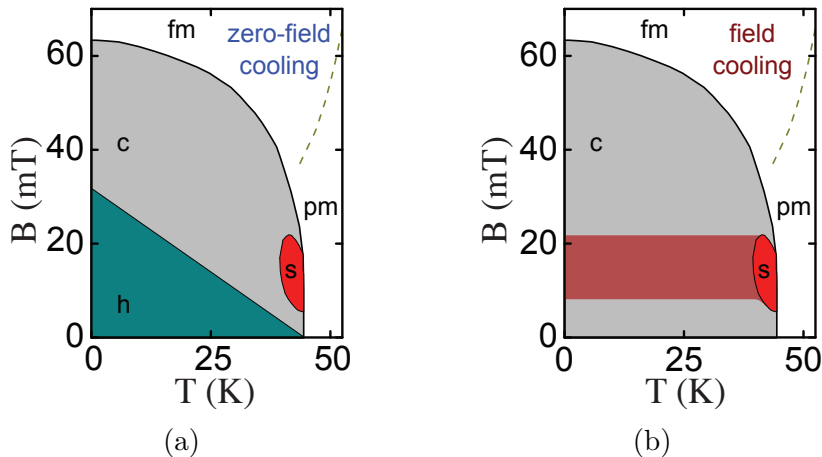 fm
zero-field
cooling
60
c
40
B (mT)
pm
20
s
h
0
0
25
50
T (K)
(a)
fm
field
cooling
60
c
40
B (mT)
pm
20
s
0
0
25
50
T (K)
(b)